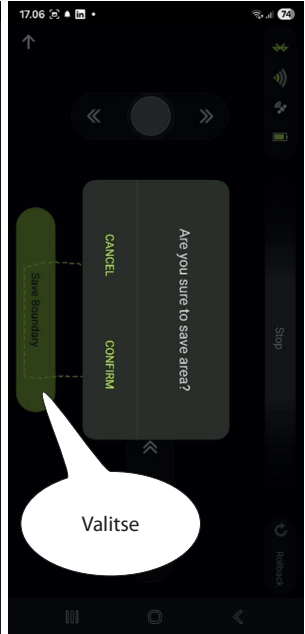 17.06
74
Stop
Rollback
Are you sure to save area?
CANCEL
CONFIRM
Save Boundary
Valitse